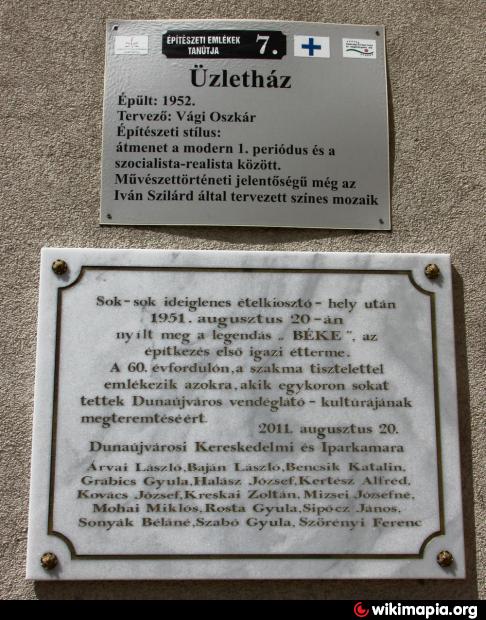 ÉPÍTÉSZETI EMLÉKEK
TANÚTJA
7.
Üzletház
Épült: 1952.
Tervező: Vági Oszkár
Építészeti stílus:
átmenet a modern 1. periódus és a
szocialista-realista között.
Művészettörténeti jelentőségű még az
Iván Szilárd által tervezett színes mozaik
Sok-sok ideiglenes ételkiosztó-hely után
1951. augusztus 20-án
nyílt meg a legendás „ BÉKE ", az
építkezés első igazi étterme.
A 60. évfordulón, a szakma tisztelettel
emlékezik azokra, akik egykoron sokat
tettek Dunaújváros vendéglátó-kultúrájának
megteremtéséért.
2011. augusztus 20.
Dunaújvárosi Kereskedelmi és Iparkamara
Árvai László, Baján László, Bencsik Katalin,
Grábics Gyula, Halász József, Kertész Alfréd,
Kovács József, Kreskai Zoltán, Mizsei Józsefné,
Mohai Miklós, Rosta Gyula, Sipőcz János,
Sonyák Béláné, Szabó Gyula, Szörényi Ferenc
wikimapia.org